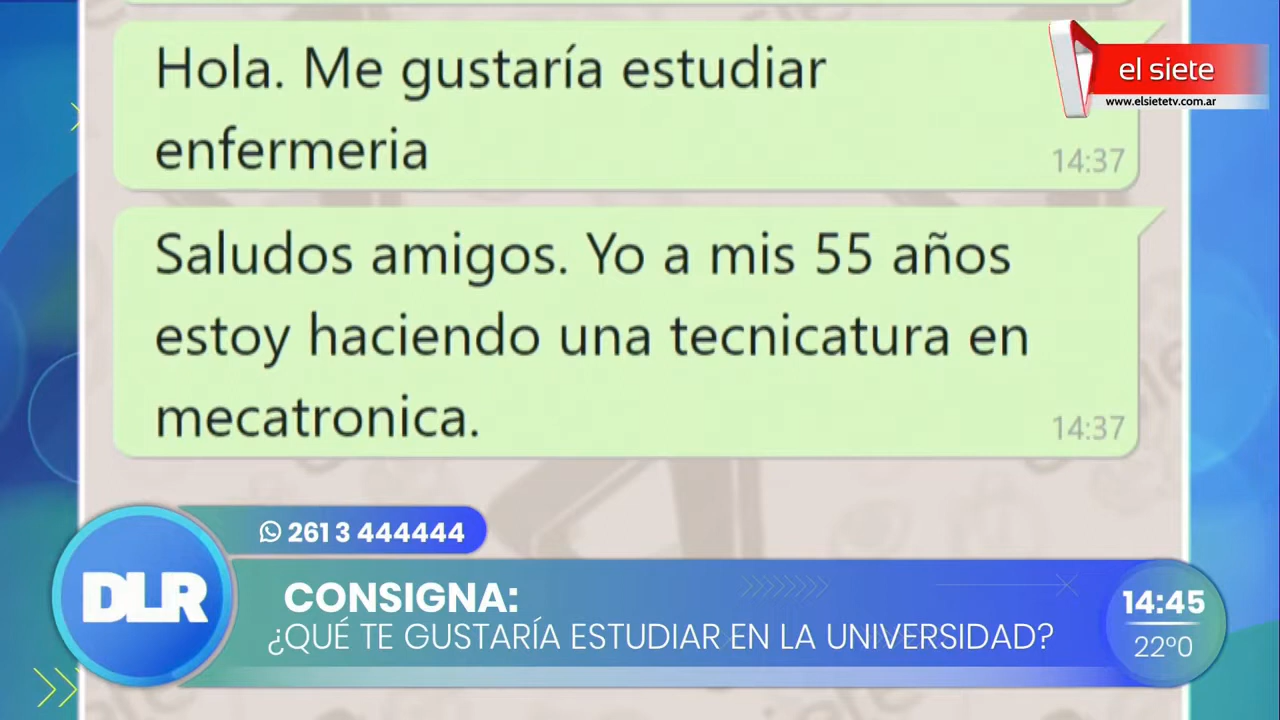 Hola. Me gustaría estudiar
enfermeria
14:37
el siete
www.elsietetv.com.ar
Saludos amigos. Yo a mis 55 años
estoy haciendo una tecnicatura en
mecatronica.
14:37
261 3 444444
DLR
CONSIGNA:
¿QUÉ TE GUSTARÍA ESTUDIAR EN LA UNIVERSIDAD?
14:45
22º0